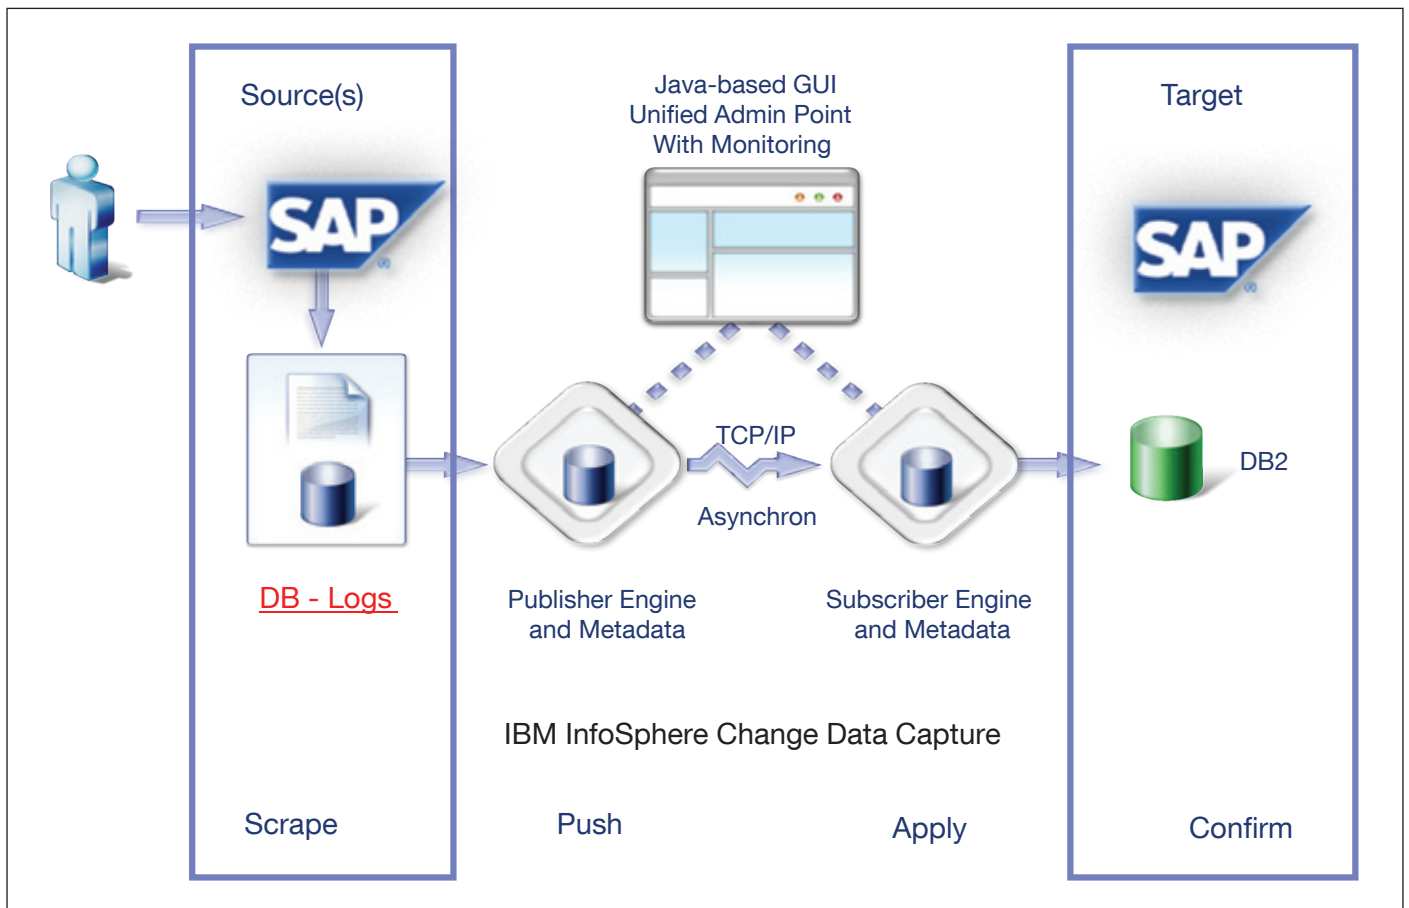 Source(s)
Java-based GUI
Unified Admin Point
With Monitoring
Target
SAP
®
SAP
®
TCP/IP
Asynchron
DB2
DB - Logs
Publisher Engine
and Metadata
Subscriber Engine
and Metadata
IBM InfoSphere Change Data Capture
Scrape
Push
Apply
Confirm